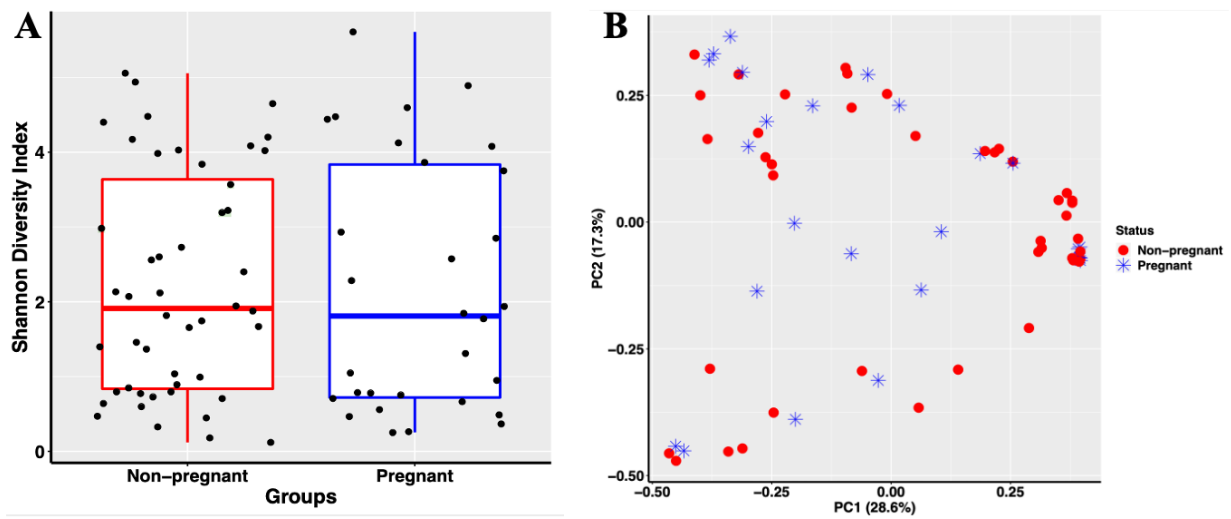 A
Shannon Diversity Index
4
2
0
Non−pregnant
Pregnant
Groups
B
PC2 (17.3%)
0.25
0.00
−0.25
−0.50
−0.50
−0.25
0.00
0.25
PC1 (28.6%)
Status
Non−pregnant
Pregnant